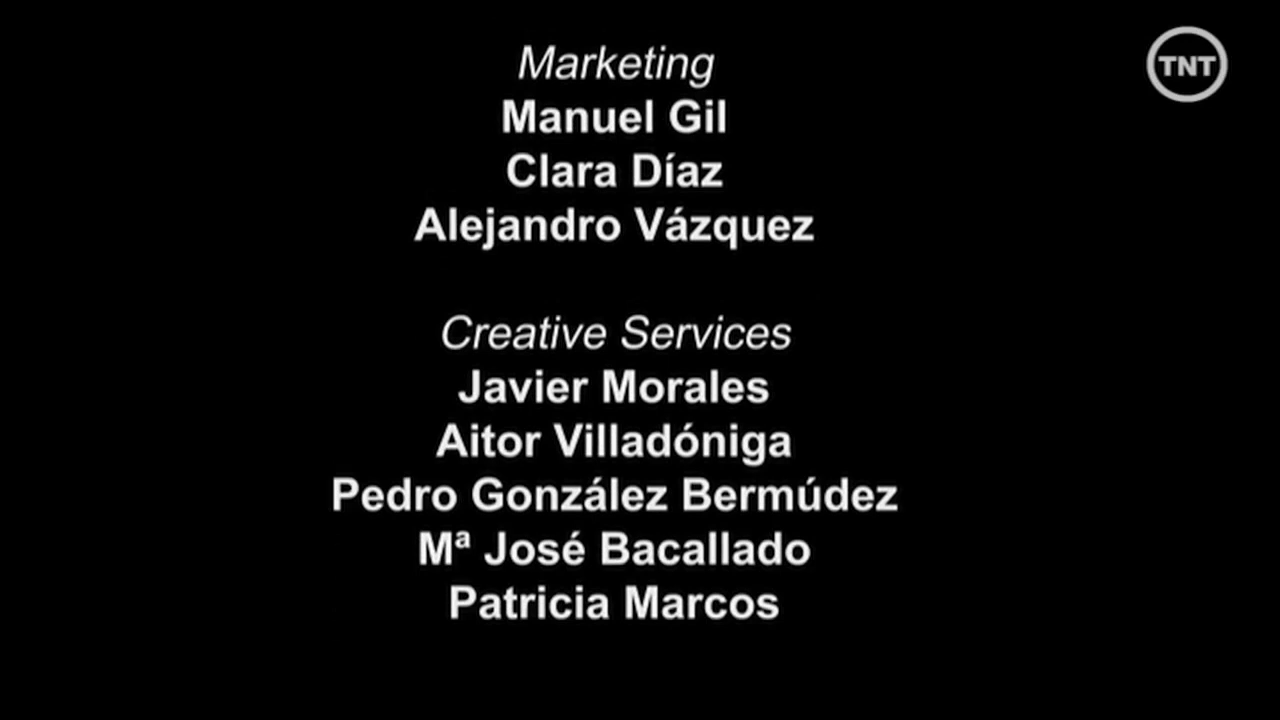 TNT
Marketing
Manuel Gil
Clara Díaz
Alejandro Vázquez
Creative Services
Javier Morales
Aitor Villadóniga
Pedro González Bermúdez
Mª José Bacallado
Patricia Marcos